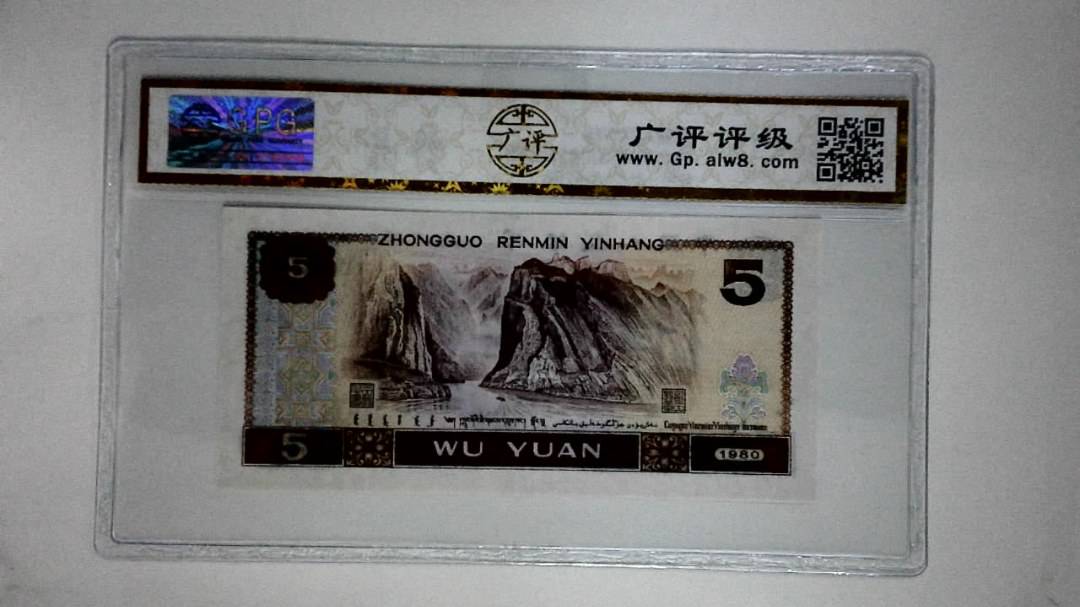 GPG
广评
广评评级
www. Gp. alw8. com
ZHONGGUO RENMIN YINHANG
5
5
5
WU YUAN
1980